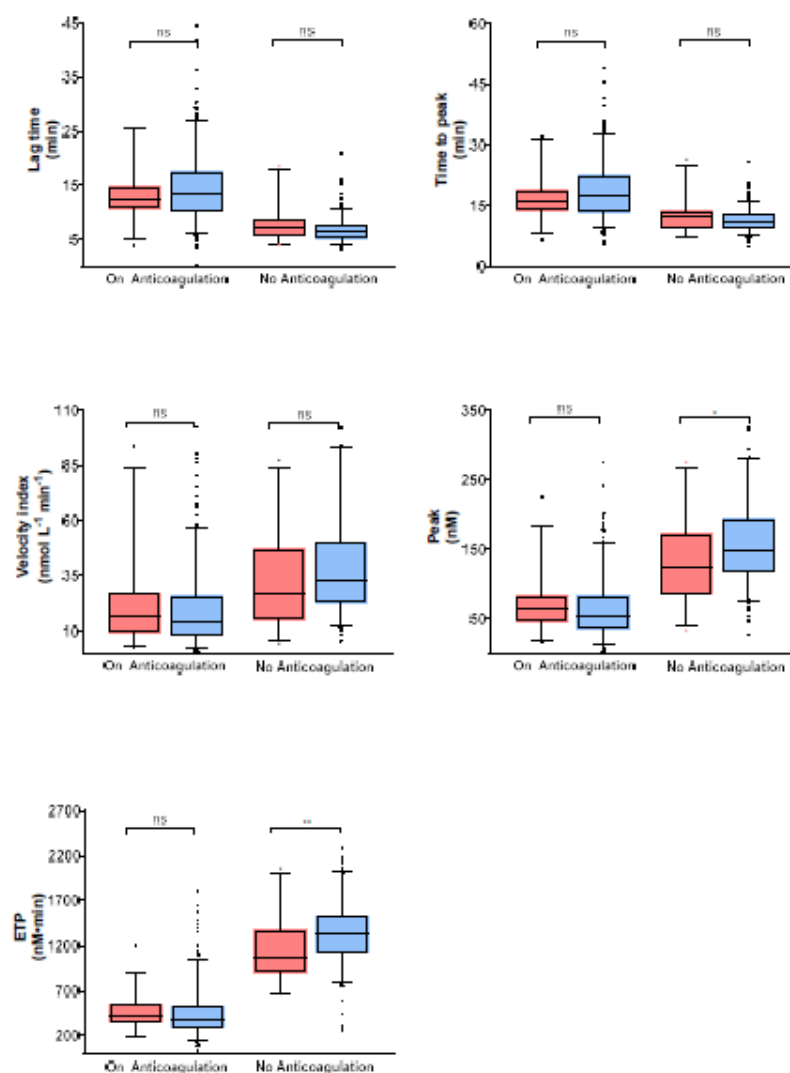 45
35
25
15
5
Lag time
(min)
ns
ns
On Anticoagulation
No Anticoagulation
60
45
30
15
0
Time to peak
(min)
ns
ns
On Anticoagulation
No Anticoagulation
110
85
60
35
10
Velocity index
(nmol L⁻¹ min⁻¹)
ns
ns
On Anticoagulation
No Anticoagulation
350
250
150
50
Peak
(nM)
ns
*
On Anticoagulation
No Anticoagulation
2700
2200
1700
1200
700
200
ETP
(nM•min)
ns
**
On Anticoagulation
No Anticoagulation